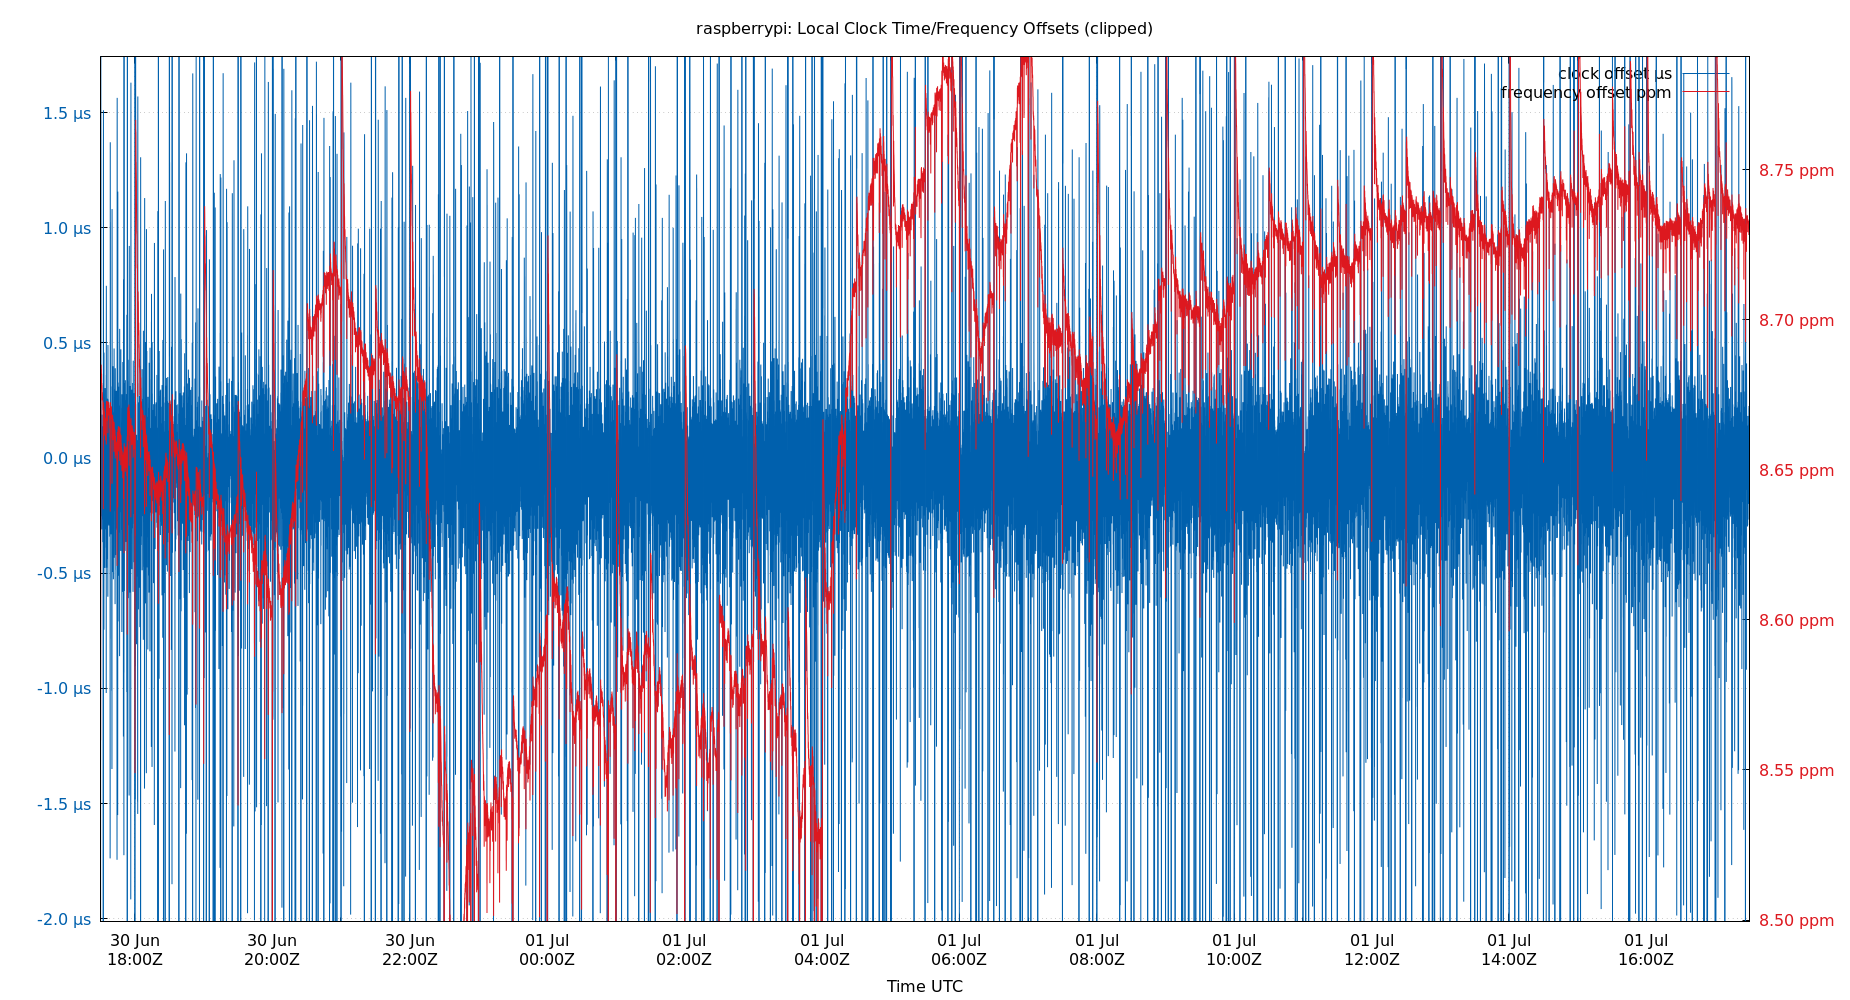 raspberrypi: Local Clock Time/Frequency Offsets (clipped)
clock offset µs
frequency offset ppm
1.5 µs
1.0 µs
0.5 µs
0.0 µs
-0.5 µs
-1.0 µs
-1.5 µs
-2.0 µs
8.75 ppm
8.70 ppm
8.65 ppm
8.60 ppm
8.55 ppm
8.50 ppm
30 Jun
18:00Z
30 Jun
20:00Z
30 Jun
22:00Z
01 Jul
00:00Z
01 Jul
02:00Z
01 Jul
04:00Z
01 Jul
06:00Z
01 Jul
08:00Z
01 Jul
10:00Z
01 Jul
12:00Z
01 Jul
14:00Z
01 Jul
16:00Z
Time UTC